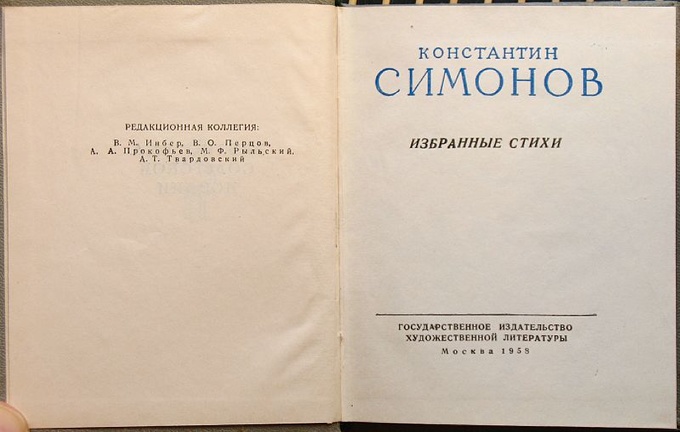 РЕДАКЦИОННАЯ КОЛЛЕГИЯ:
В. М. Инбер, В. О. Перцов,
А. А. Прокофьев, М. Ф. Рыльский,
А. Т. Твардовский
КОНСТАНТИН
СИМОНОВ
ИЗБРАННЫЕ СТИХИ
ГОСУДАРСТВЕННОЕ ИЗДАТЕЛЬСТВО
ХУДОЖЕСТВЕННОЙ ЛИТЕРАТУРЫ
Москва 1958